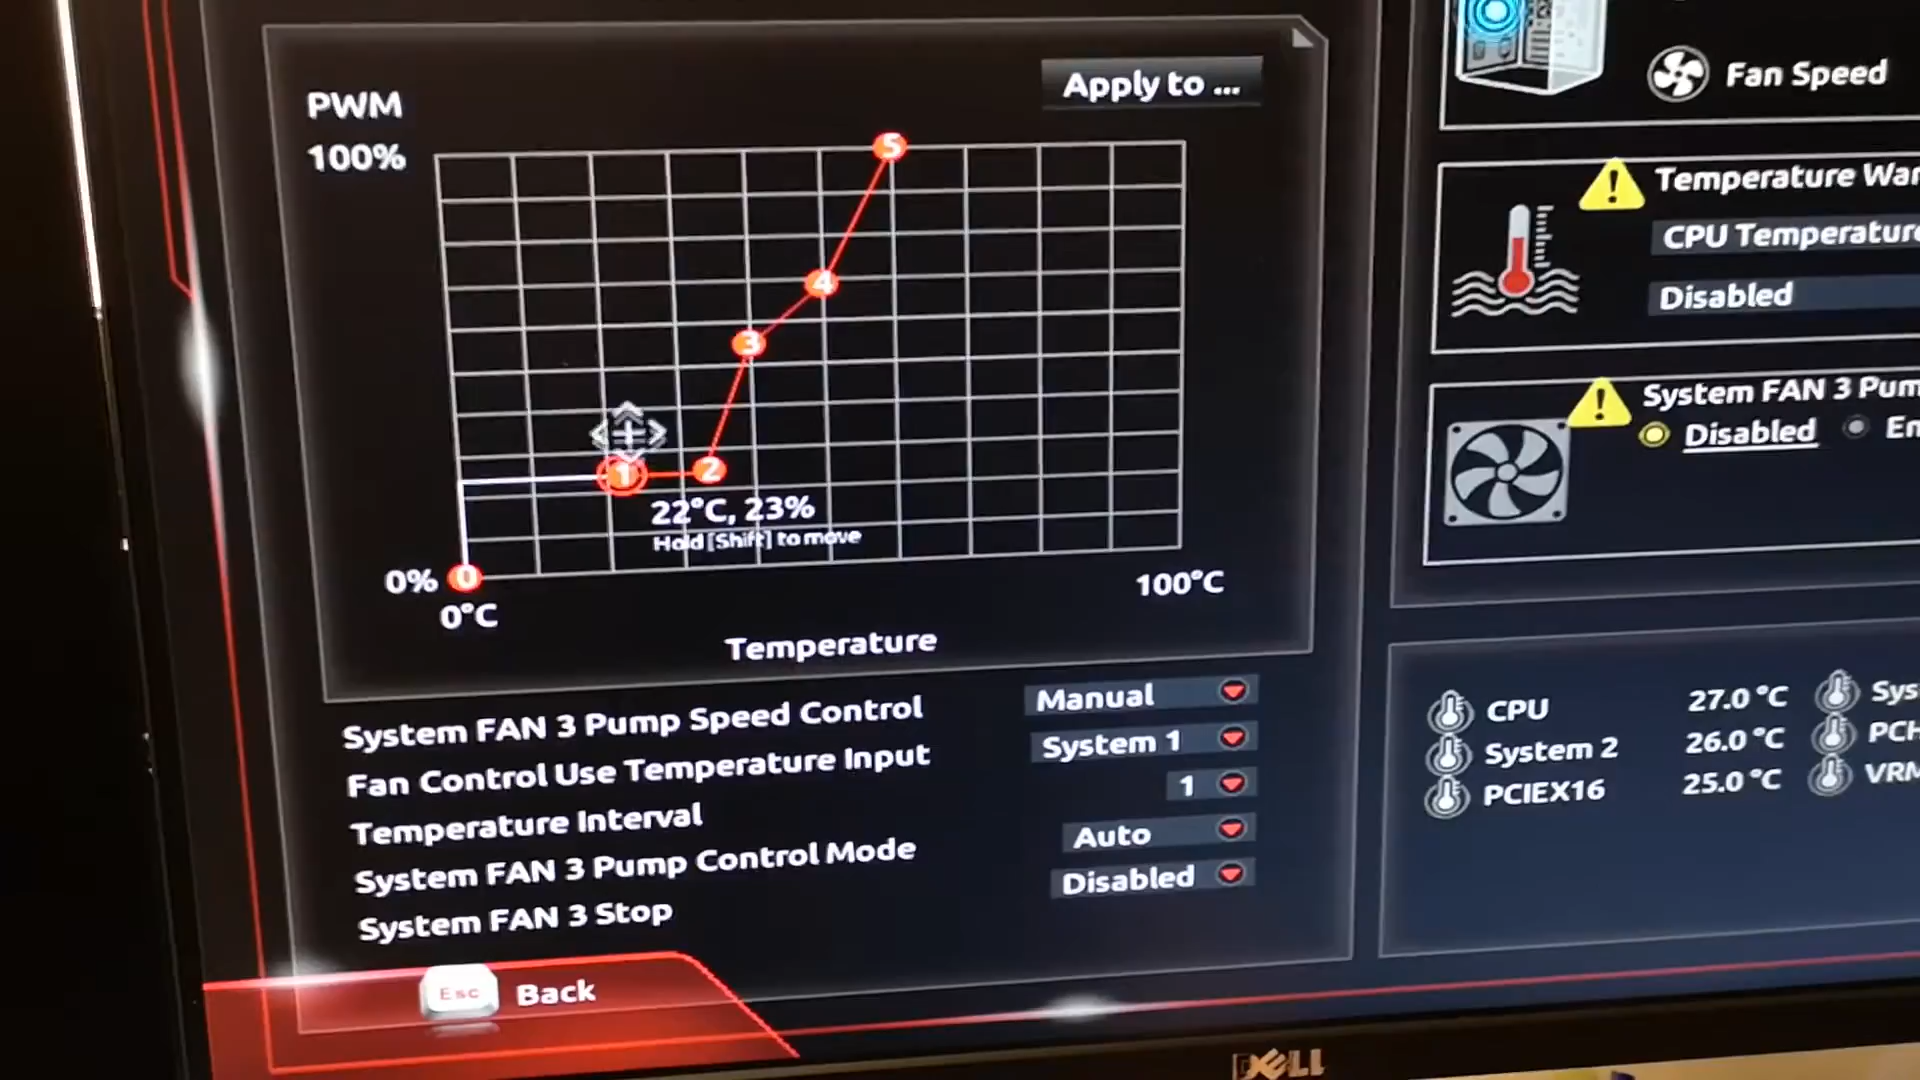 PWM
Apply to ...
100%
5
4
3
1
2
22°C, 23%
Hold [Shift] to move
0%
0
0°C
100°C
Temperature
System FAN 3 Pump Speed Control
Manual
Fan Control Use Temperature Input
System 1
Temperature Interval
1
System FAN 3 Pump Control Mode
Auto
System FAN 3 Stop
Disabled
Esc Back
Fan Speed
Temperature War
CPU Temperature
Disabled
System FAN 3 Pum
Disabled
En
CPU 27.0 °C
Sys
System 2 26.0 °C
PCH
PCIEX16 25.0 °C
VRM
DELL